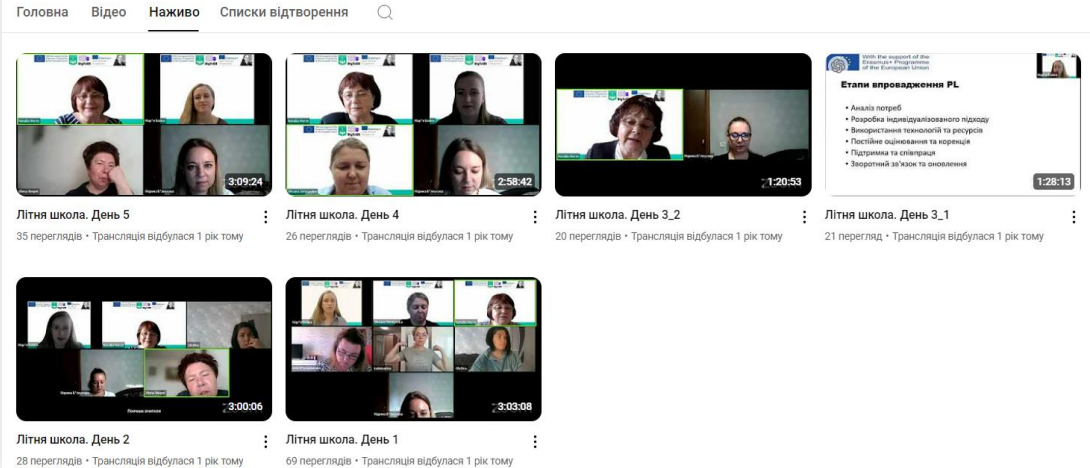 Головна Відео Наживо Списки відтворення
3:09:24
2:58:42
1:20:53
With the support of the
Erasmus+ Programme
of the European Union
Етапи впровадження PL
• Аналіз потреб
• Розробка індивідуалізованого підходу
• Використання технологій та ресурсів
• Постійне оцінювання та коренція
• Підтримка та співпраця
• Зворотний зв'язок та оновлення
1:28:13
Літня школа. День 5
35 переглядів • Трансляція відбулася 1 рік тому
Літня школа. День 4
26 переглядів • Трансляція відбулася 1 рік тому
Літня школа. День 3_2
20 переглядів • Трансляція відбулася 1 рік тому
Літня школа. День 3_1
21 перегляд • Трансляція відбулася 1 рік тому
3:00:06
3:03:08
Літня школа. День 2
28 переглядів • Трансляція відбулася 1 рік тому
Літня школа. День 1
69 переглядів • Трансляція відбулася 1 рік тому